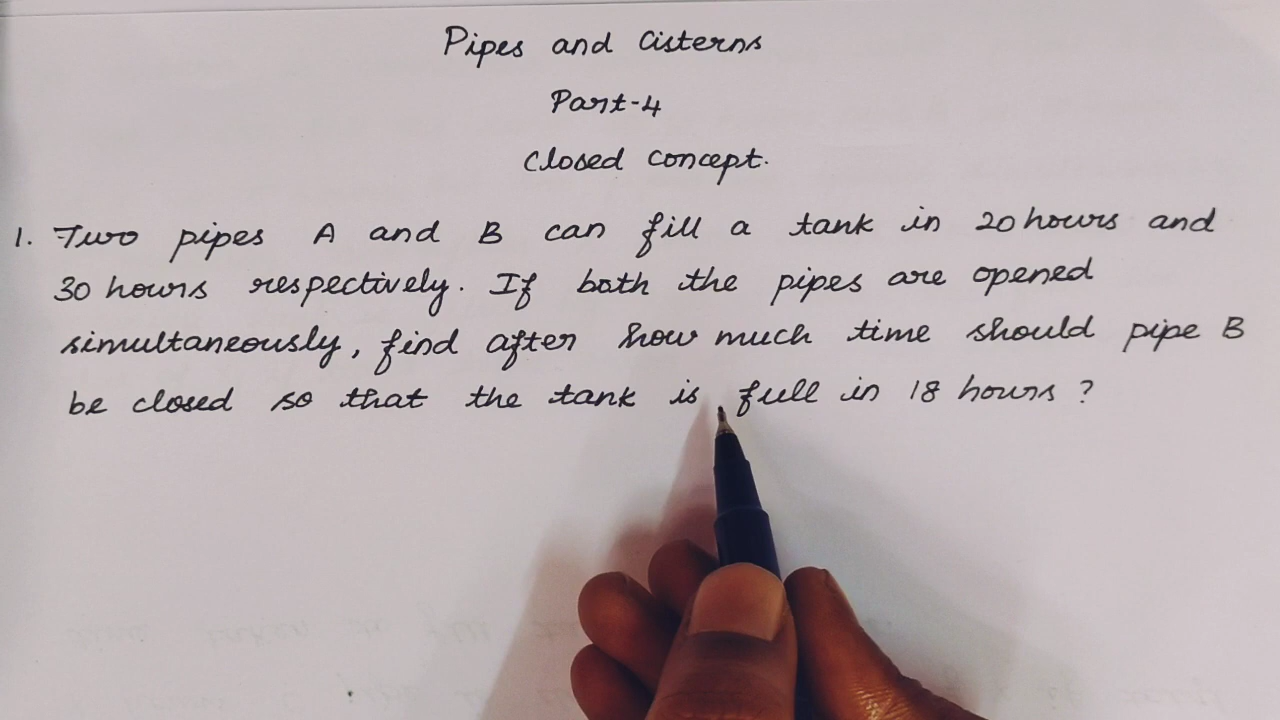 Pipes and Cisterns
Part-4
Closed concept.
1. Two pipes A and B can fill a tank in 20 hours and
30 hours respectively. If both the pipes are opened
simultaneously, find after how much time should pipe B
be closed so that the tank is full in 18 hours ?